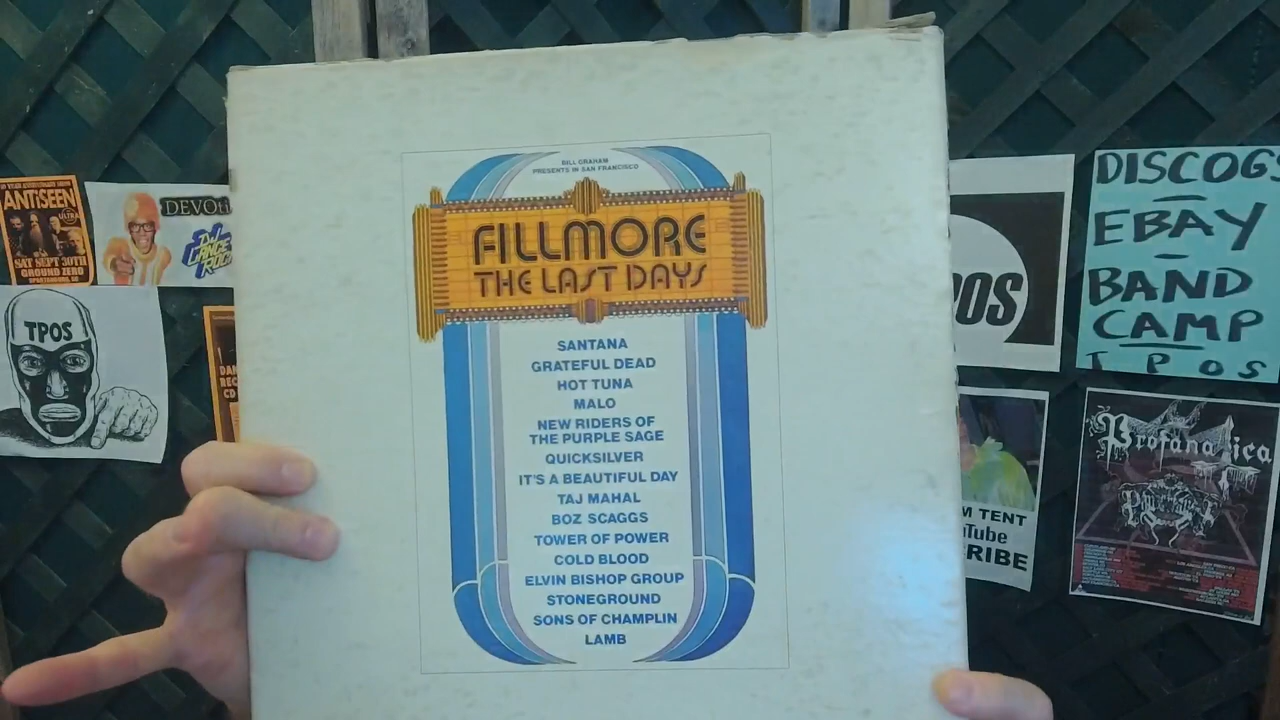 BILL GRAHAM
PRESENTS IN SAN FRANCISCO
FILLMORE
THE LAST DAYS
SANTANA
GRATEFUL DEAD
HOT TUNA
MALO
NEW RIDERS OF
THE PURPLE SAGE
QUICKSILVER
IT'S A BEAUTIFUL DAY
TAJ MAHAL
BOZ SCAGGS
TOWER OF POWER
COLD BLOOD
ELVIN BISHOP GROUP
STONEGROUND
SONS OF CHAMPLIN
LAMB
ANTiSEEN
SAT SEPT 30TH
GROUND ZERO
DJ
LANCE
ROCK
TPOS
DISCOGS
EBAY
BAND
CAMP
TPOS
M TENT
uTube
RIBE
Profanatica